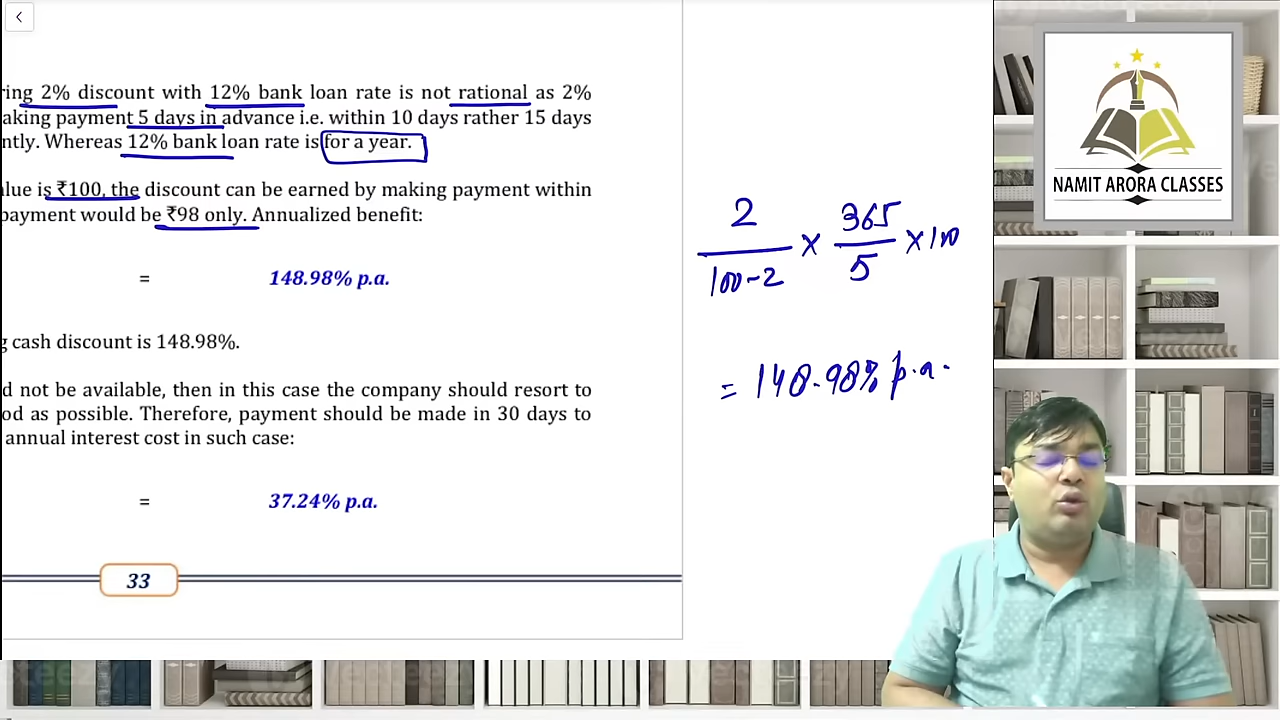 ring 2% discount with 12% bank loan rate is not rational as 2%
aking payment 5 days in advance i.e. within 10 days rather 15 days
ntly. Whereas 12% bank loan rate is for a year.
alue is ₹100, the discount can be earned by making payment within
payment would be ₹98 only. Annualized benefit:
= 148.98% p.a.
g cash discount is 148.98%.
d not be available, then in this case the company should resort to
od as possible. Therefore, payment should be made in 30 days to
annual interest cost in such case:
= 37.24% p.a.
33
2 / 100-2 × 365 / 5 × 100
= 148.98% p.a.
NAMIT ARORA CLASSES